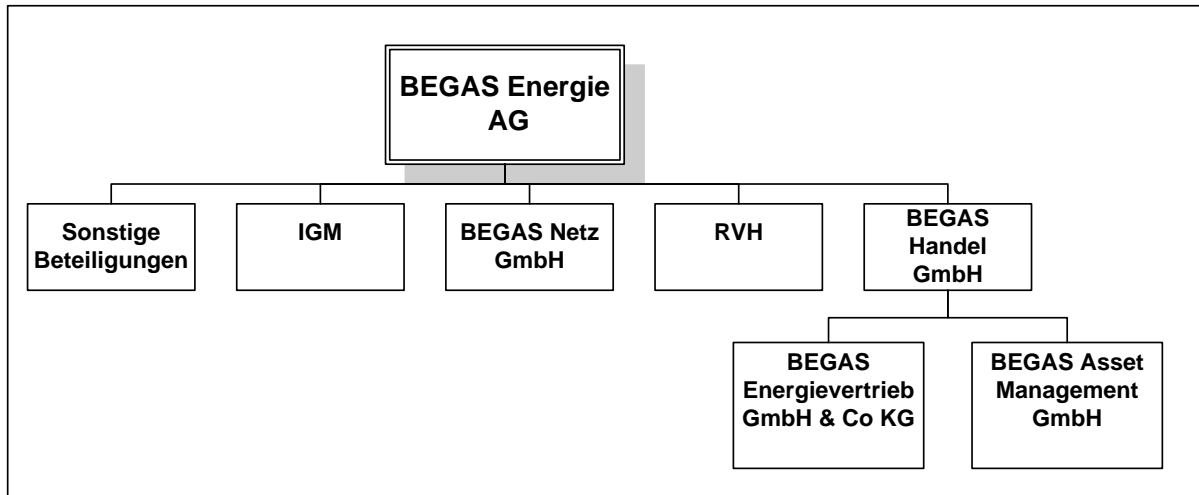 BEGAS Energie
AG
Sonstige
Beteiligungen
IGM
BEGAS Netz
GmbH
RVH
BEGAS
Handel
GmbH
BEGAS
Energievertrieb
GmbH & Co KG
BEGAS Asset
Management
GmbH